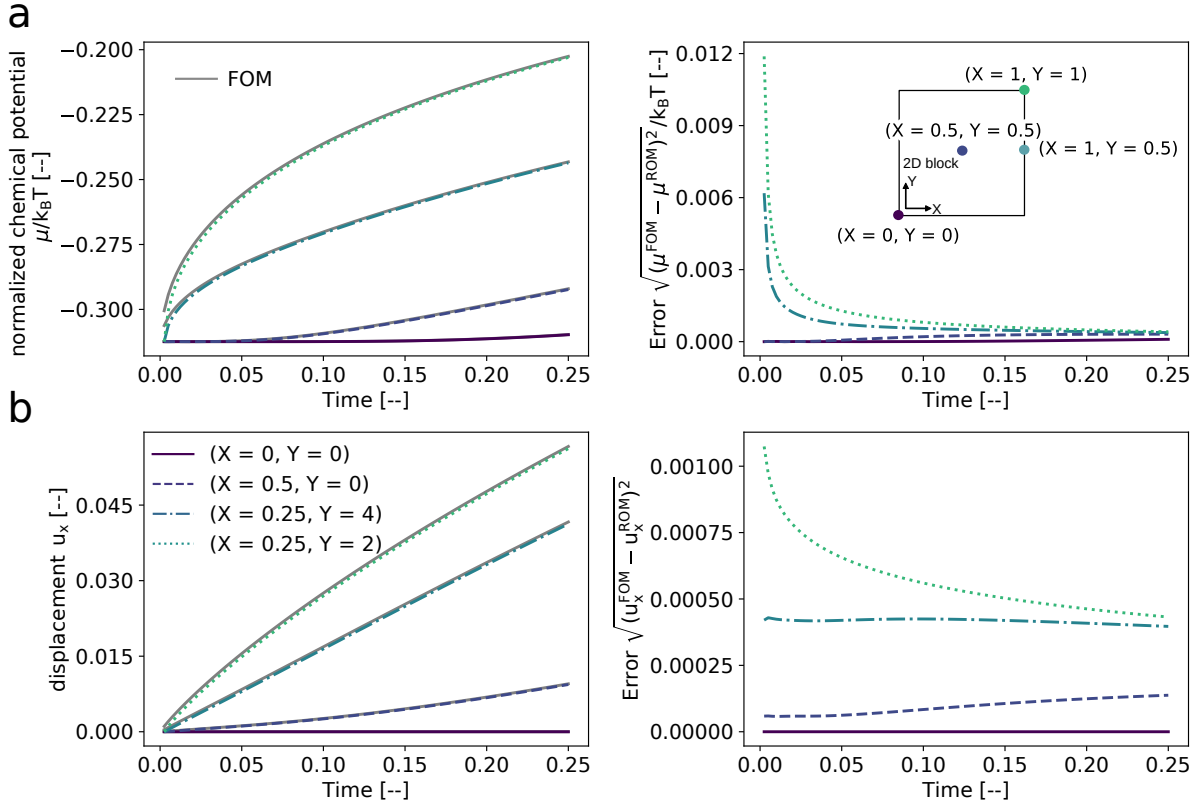 a
−0.200
−0.225
−0.250
−0.275
−0.300
normalized chemical potential
μ/k_BT [--]
FOM
0.00 0.05 0.10 0.15 0.20 0.25
Time [--]
0.012
0.009
0.006
0.003
0.000
Error √(μ^FOM − μ^ROM)²/k_BT [--]
(X = 1, Y = 1)
(X = 0.5, Y = 0.5)
(X = 1, Y = 0.5)
2D block
Y
X
(X = 0, Y = 0)
0.00 0.05 0.10 0.15 0.20 0.25
Time [--]
b
0.045
0.030
0.015
0.000
displacement u_x [--]
(X = 0, Y = 0)
(X = 0.5, Y = 0)
(X = 0.25, Y = 4)
(X = 0.25, Y = 2)
0.00 0.05 0.10 0.15 0.20 0.25
Time [--]
0.00100
0.00075
0.00050
0.00025
0.00000
Error √(u_x^FOM − u_x^ROM)²
0.00 0.05 0.10 0.15 0.20 0.25
Time [--]